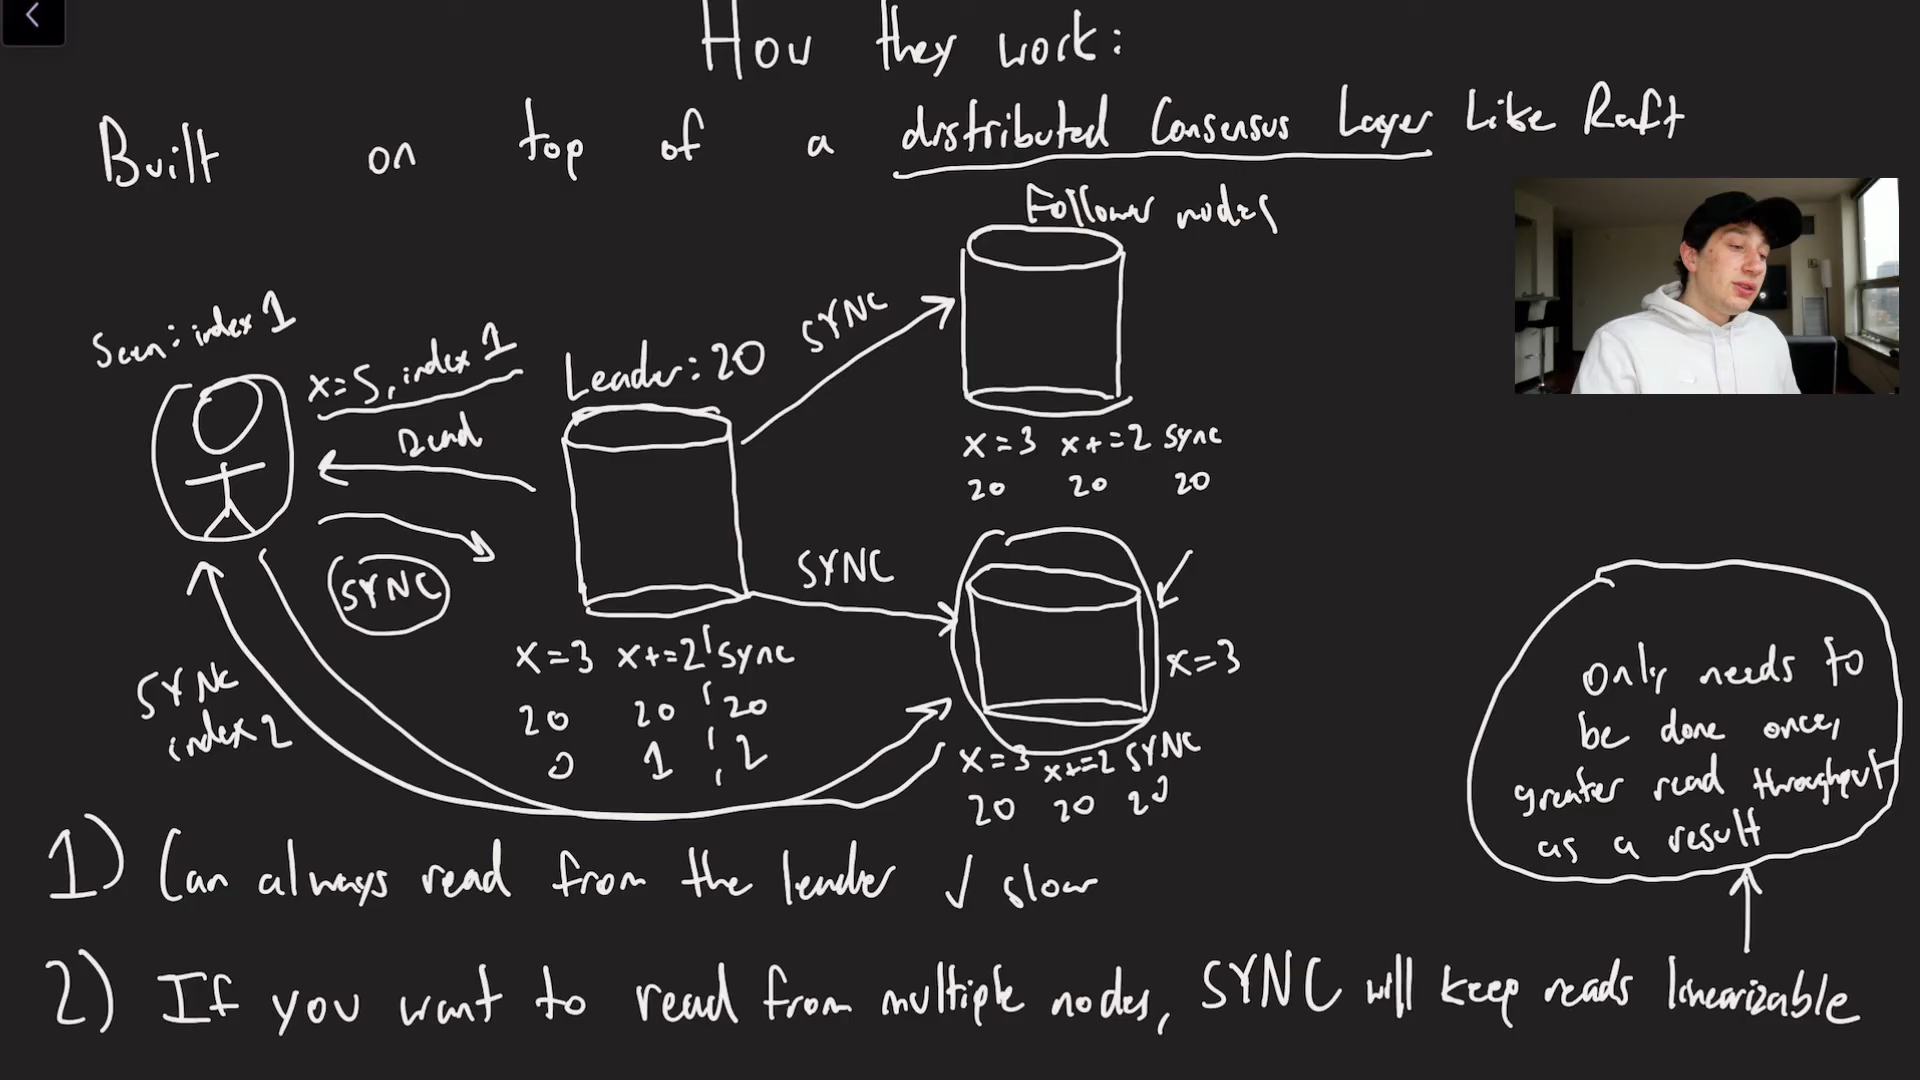 How they work:
Built on top of a distributed Consensus Layer Like Raft
Follower nodes
Seen: index 1
x=5, index 1
Read
Leader: 20
SYNC
x=3 x+=2 sync
20 20 20
SYNC
SYNC
x=3
x=3 x+=2 sync
20 20 20
0 1 2
SYNC
index 2
x=3 x+=2 SYNC
20 20 20
Only needs to
be done once,
greater read throughput
as a result
1) Can always read from the leader ✓ slow
2) If you want to read from multiple nodes, SYNC will keep reads linearizable